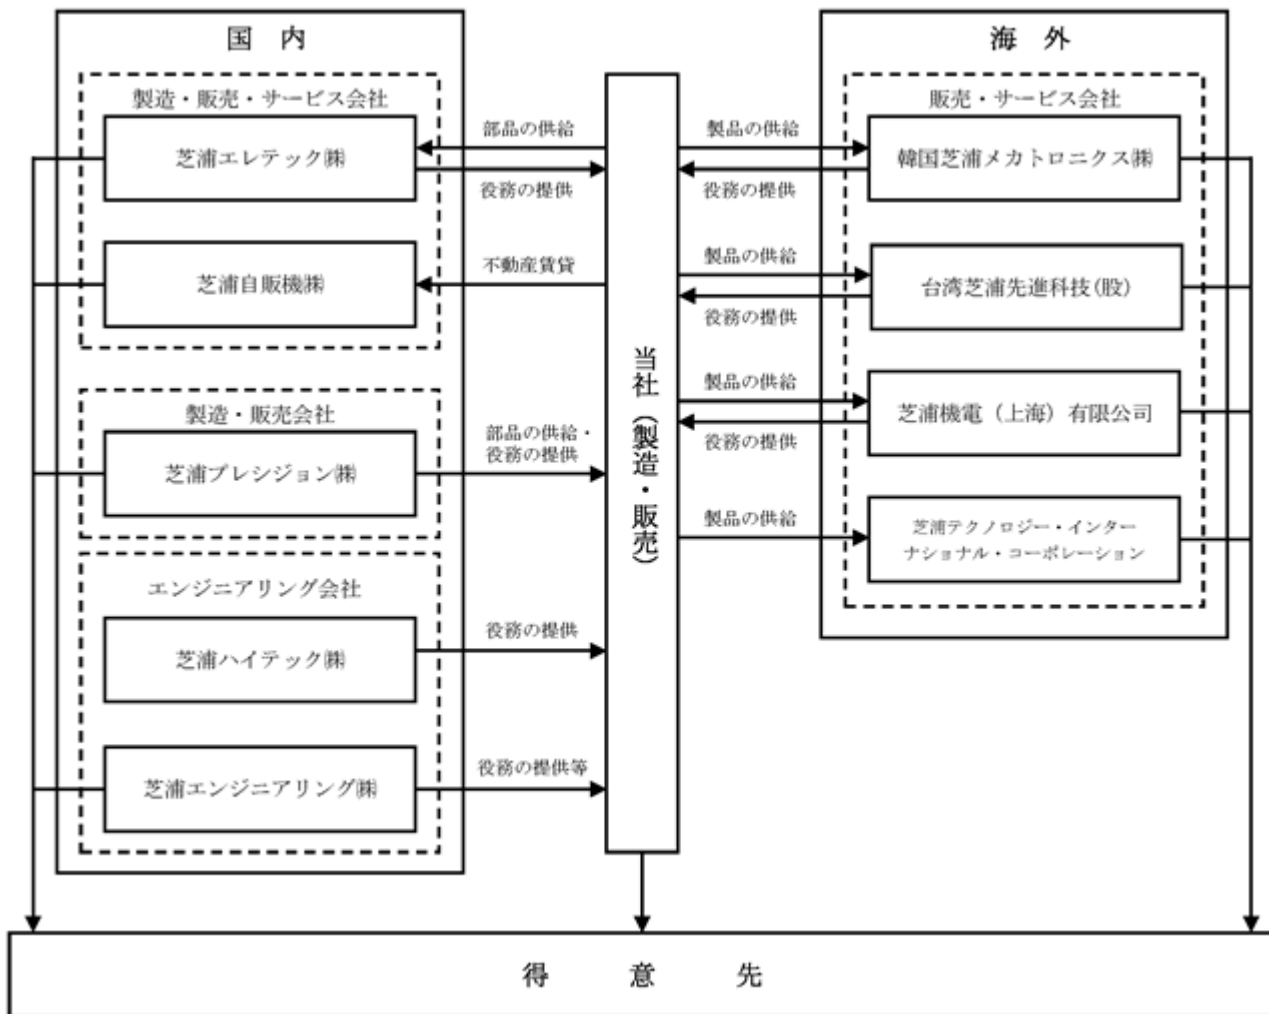 国 内
製造・販売・サービス会社
芝浦エレテック㈱
芝浦自販機㈱
製造・販売会社
芝浦プレシジョン㈱
エンジニアリング会社
芝浦ハイテック㈱
芝浦エンジニアリング㈱
部品の供給
役務の提供
不動産賃貸
部品の供給・
役務の提供
役務の提供
役務の提供等
当社（製造・販売）
製品の供給
役務の提供
製品の供給
役務の提供
製品の供給
役務の提供
製品の供給
海 外
販売・サービス会社
韓国芝浦メカトロニクス㈱
台湾芝浦先進科技(股)
芝浦機電（上海）有限公司
芝浦テクノロジー・インター
ナショナル・コーポレーション
得 意 先